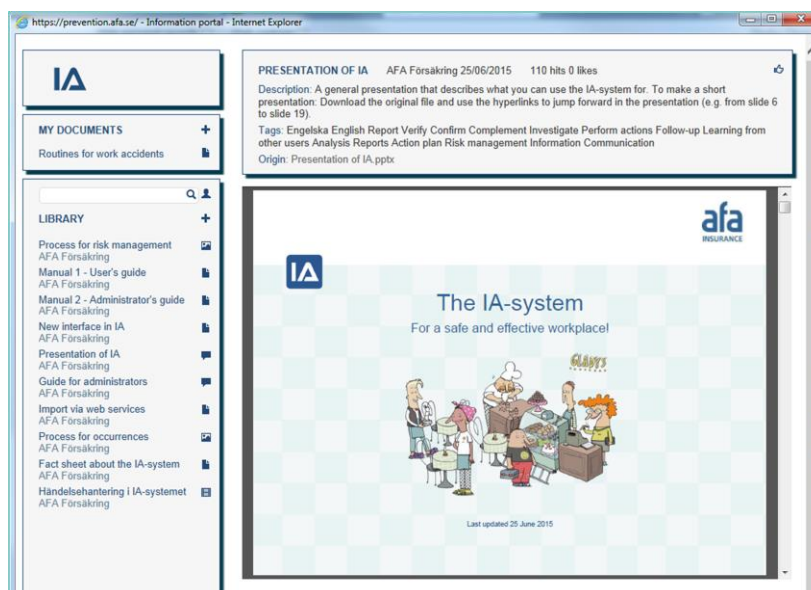 https://prevention.afa.se/ - Information portal - Internet Explorer
IA
MY DOCUMENTS
Routines for work accidents
LIBRARY
Process for risk management
AFA Försäkring
Manual 1 - User's guide
AFA Försäkring
Manual 2 - Administrator's guide
AFA Försäkring
New interface in IA
AFA Försäkring
Presentation of IA
AFA Försäkring
Guide for administrators
AFA Försäkring
Import via web services
AFA Försäkring
Process for occurrences
AFA Försäkring
Fact sheet about the IA-system
AFA Försäkring
Händelsehantering i IA-systemet
AFA Försäkring
PRESENTATION OF IA AFA Försäkring 25/06/2015 110 hits 0 likes
Description: A general presentation that describes what you can use the IA-system for. To make a short
presentation: Download the original file and use the hyperlinks to jump forward in the presentation (e.g. from slide 6
to slide 19).
Tags: Engelska English Report Verify Confirm Complement Investigate Perform actions Follow-up Learning from
other users Analysis Reports Action plan Risk management Information Communication
Origin: Presentation of IA.pptx
afa
INSURANCE
IA
The IA-system
For a safe and effective workplace!
GLADYS
Last updated 25 June 2015